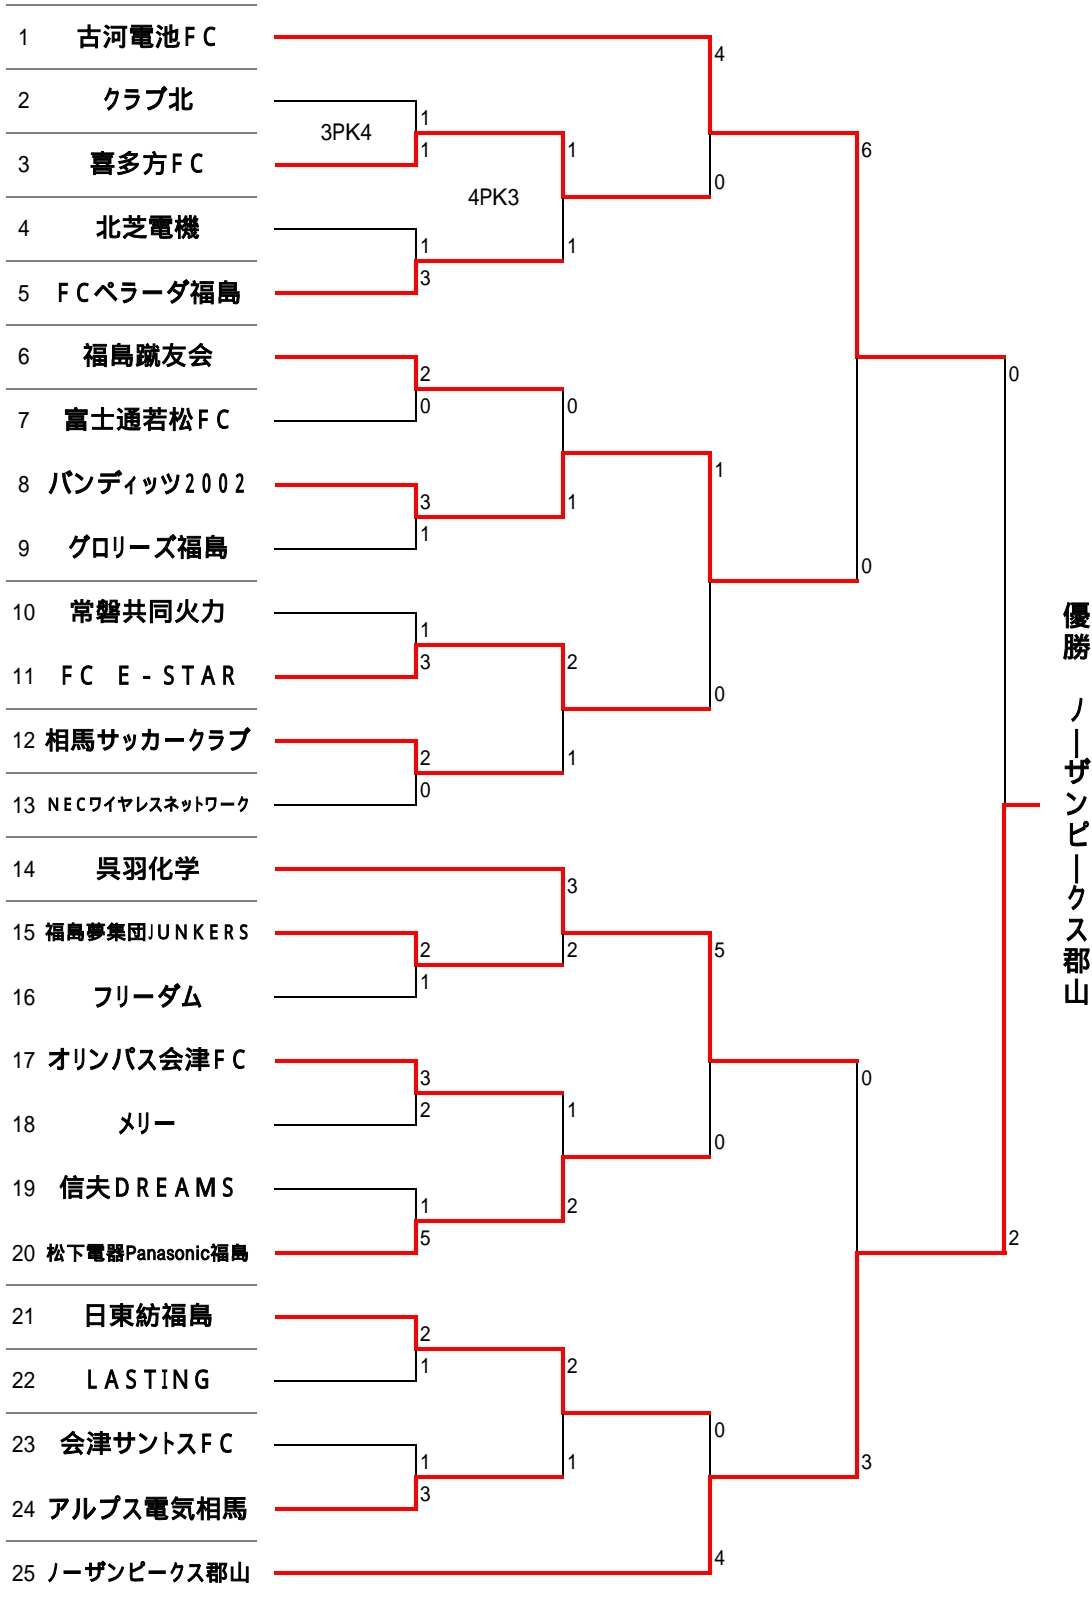 1 古河電池FC
4
2 クラブ北
1
3PK4
6
3 喜多方FC
1
1
0
4PK3
4 北芝電機
1
1
5 FCペラーダ福島
3
6 福島蹴友会
2
0
7 富士通若松FC
0
0
8 バンディッツ2002
3
1
1
9 グロリーズ福島
1
0
10 常磐共同火力
1
11 FC E-STAR
3
2
0
12 相馬サッカークラブ
2
1
13 NECワイヤレスネットワーク
0
14 呉羽化学
3
15 福島夢集団JUNKERS
2
2
5
16 フリーダム
1
17 オリンパス会津FC
3
0
18 メリー
2
1
0
19 信夫DREAMS
1
2
20 松下電器Panasonic福島
5
2
21 日東紡福島
2
22 LASTING
1
2
23 会津サントスFC
1
1
0
3
24 アルプス電気相馬
3
25 ノーザンピークス郡山
4
優勝 ノーザンピークス郡山